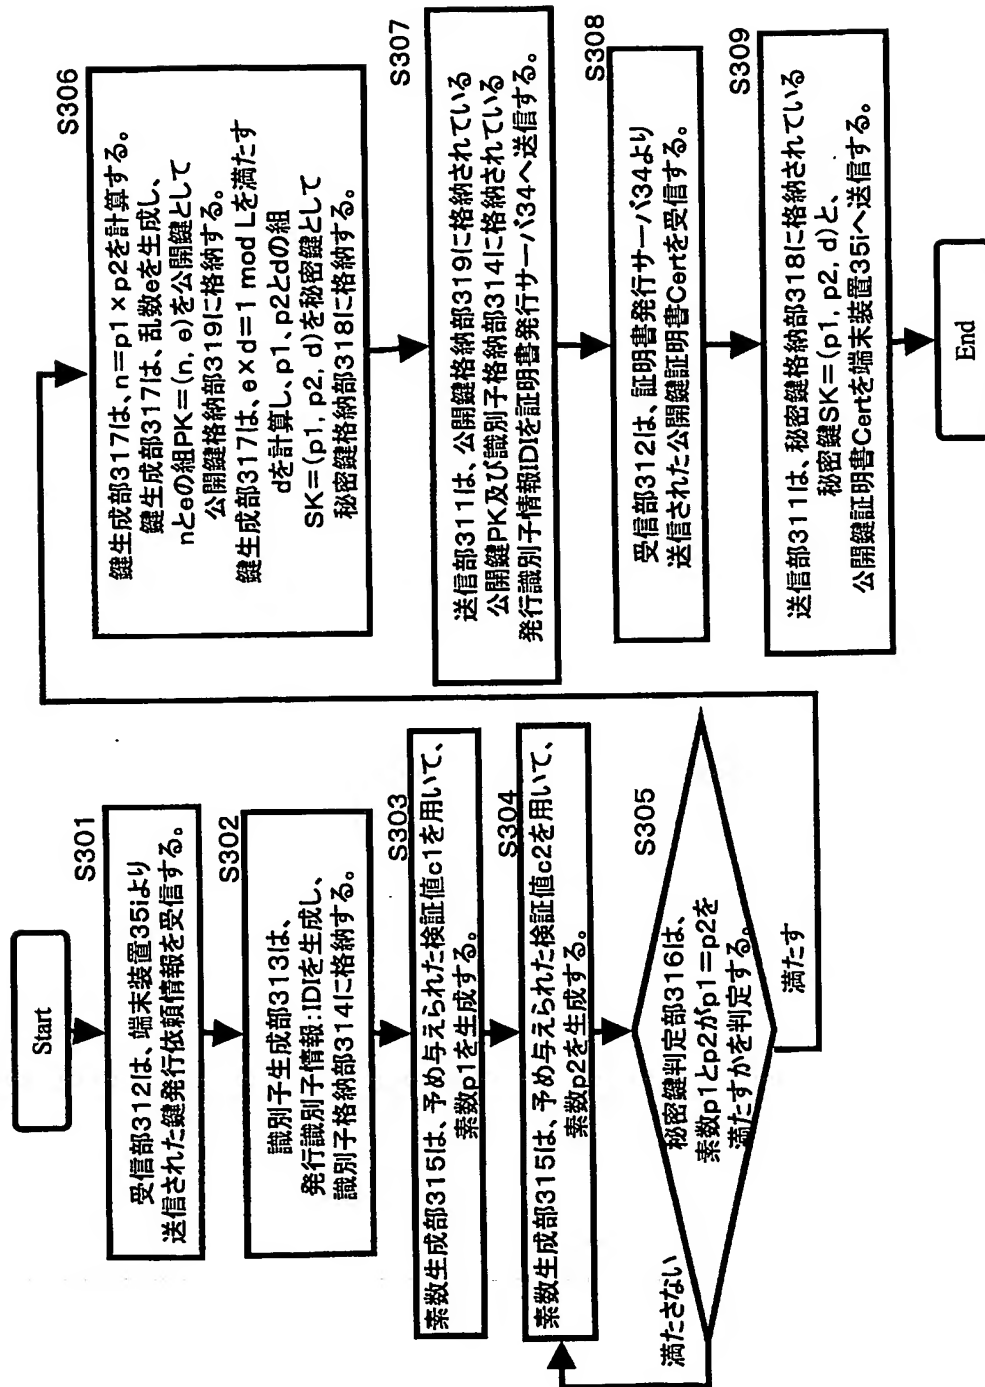 Start
S301
受信部312は、端末装置35iより
送信された鍵発行依頼情報を受信する。
S302
識別子生成部313は、
発行識別子情報:IDIを生成し、
識別子格納部314に格納する。
S303
素数生成部315は、予め与えられた検証値c1を用いて、
素数p1を生成する。
S304
素数生成部315は、予め与えられた検証値c2を用いて、
素数p2を生成する。
S305
秘密鍵判定部316は、
素数p1とp2がp1=p2を
満たすかを判定する。
満たさない
満たす
S306
鍵生成部317は、n=p1×p2を計算する。
鍵生成部317は、乱数eを生成し、
nとeの組PK=(n, e)を公開鍵として
公開鍵格納部319に格納する。
鍵生成部317は、e×d=1 mod Lを満たす
dを計算し、p1、p2とdの組
SK=(p1, p2, d)を秘密鍵として
秘密鍵格納部318に格納する。
S307
送信部311は、公開鍵格納部319に格納されている
公開鍵PK及び識別子格納部314に格納されている
発行識別子情報IDIを証明書発行サーバ34へ送信する。
S308
受信部312は、証明書発行サーバ34より
送信された公開鍵証明書Certを受信する。
S309
送信部311は、秘密鍵格納部318に格納されている
秘密鍵SK=(p1, p2, d)と、
公開鍵証明書Certを端末装置35iへ送信する。
End